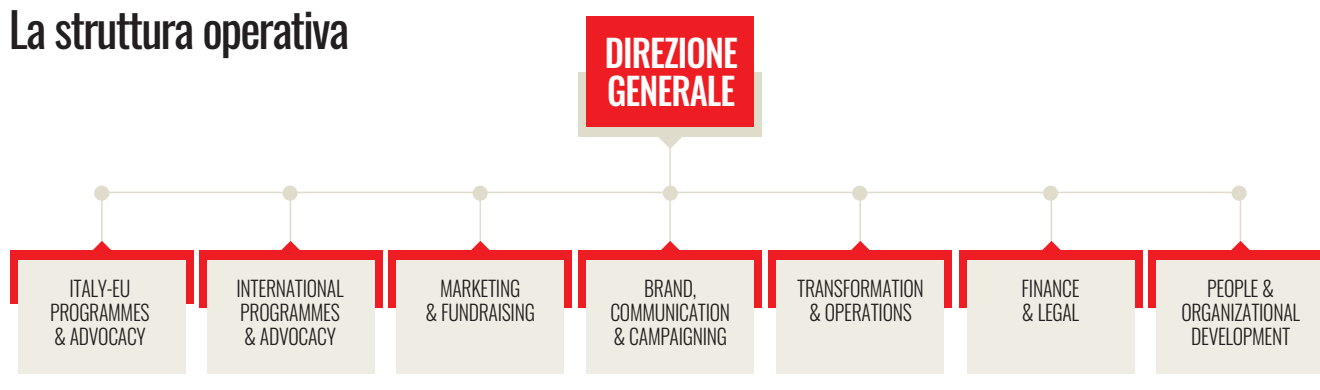 La struttura operativa
DIREZIONE
GENERALE
ITALY-EU
PROGRAMMES
& ADVOCACY
INTERNATIONAL
PROGRAMMES
& ADVOCACY
MARKETING
& FUNDRAISING
BRAND,
COMMUNICATION
& CAMPAIGNING
TRANSFORMATION
& OPERATIONS
FINANCE
& LEGAL
PEOPLE &
ORGANIZATIONAL
DEVELOPMENT